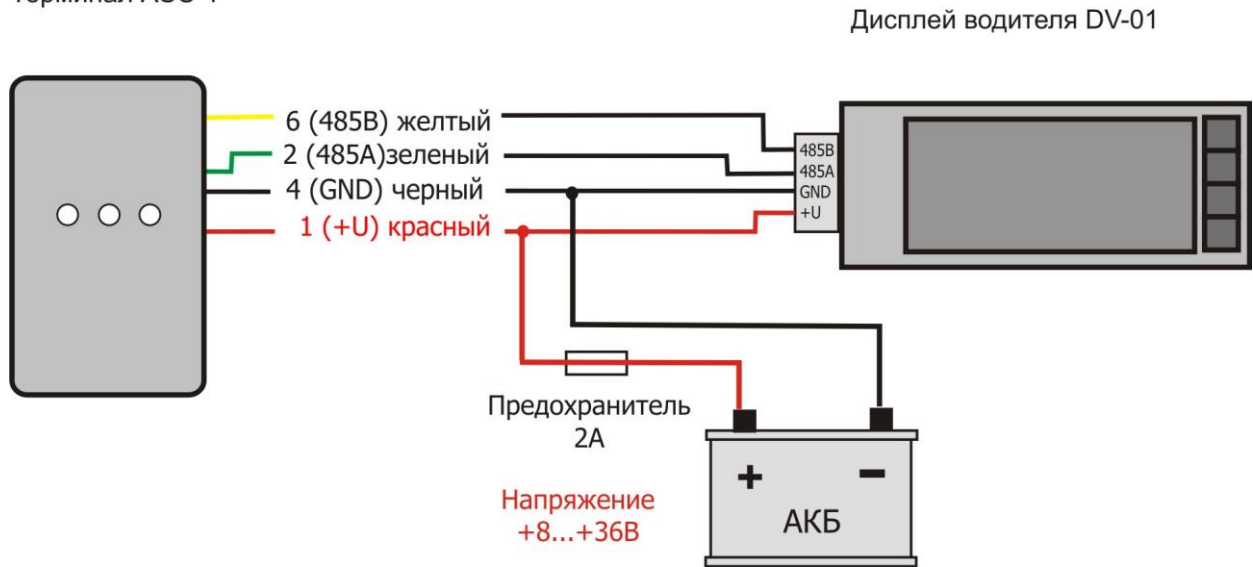 Дисплей водителя DV-01
6 (485B) желтый
2 (485A)зеленый
4 (GND) черный
1 (+U) красный
485B
485A
GND
+U
Предохранитель
2А
Напряжение
+8...+36В
+ −
АКБ